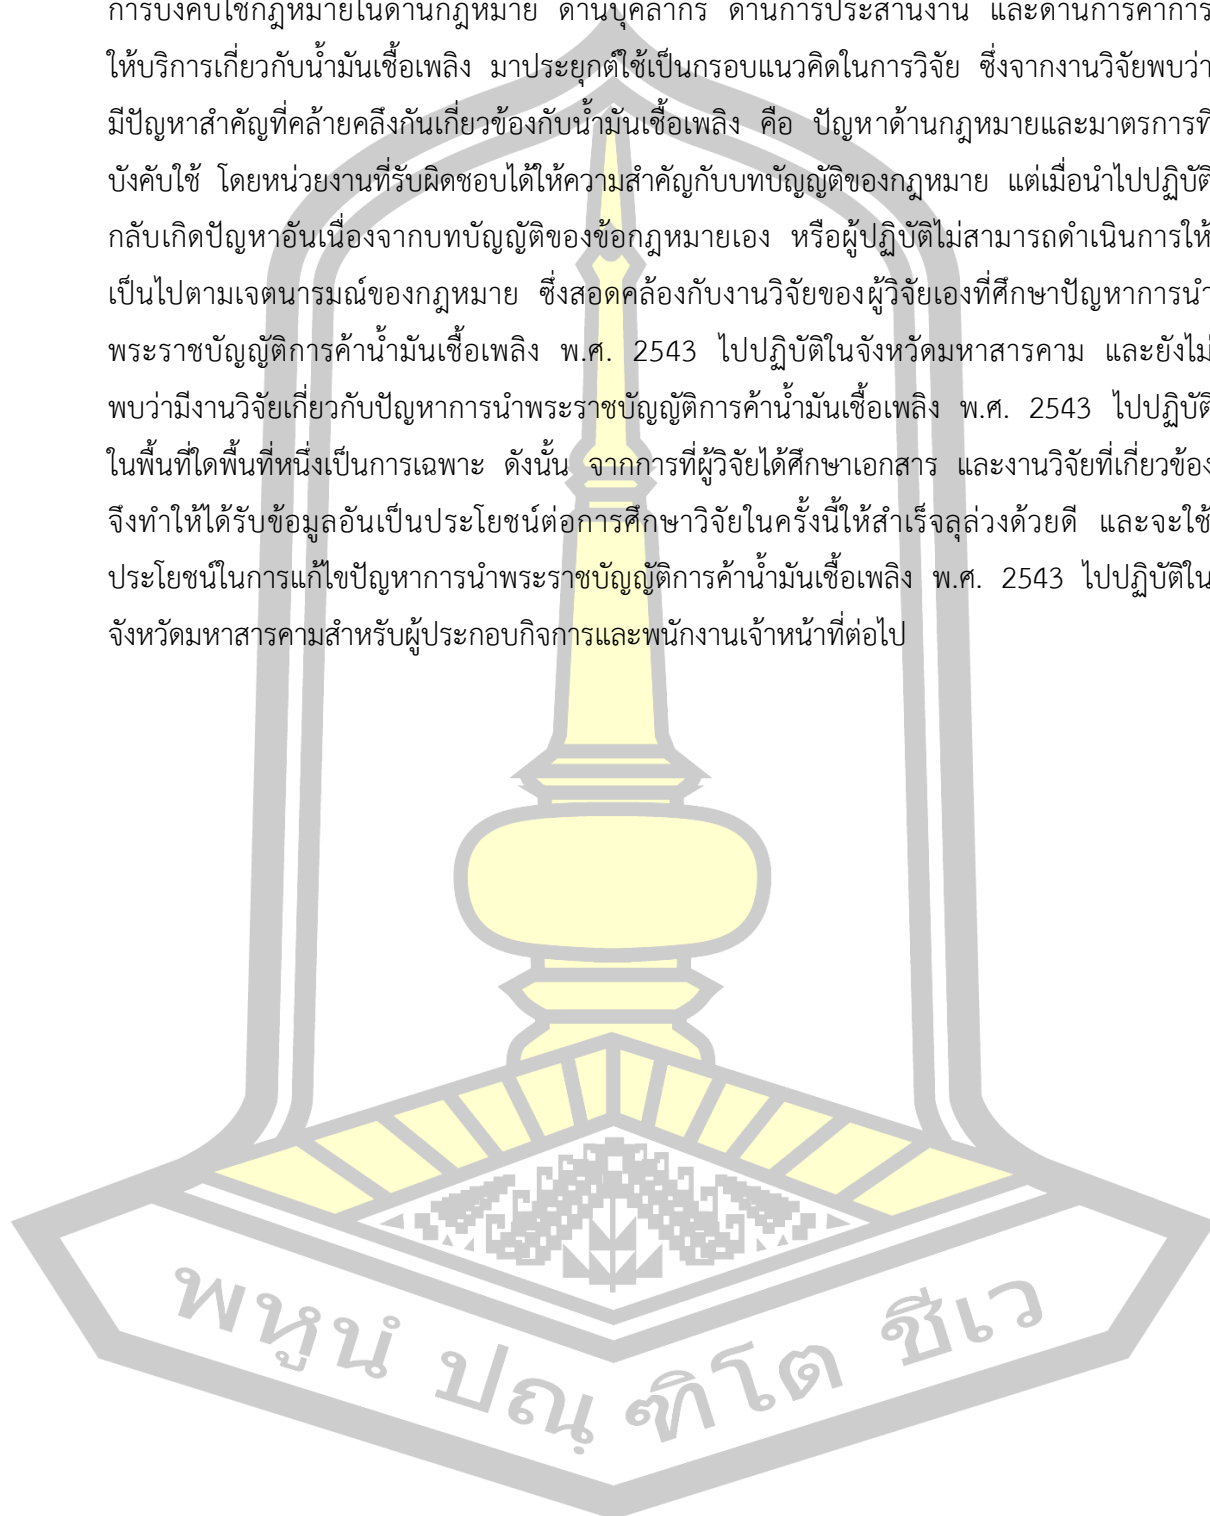 การบังคับใช้กฎหมายในด้านกฎหมาย ด้านบุคลากร ด้านการประสานงาน และด้านการค้าการ
ให้บริการเกี่ยวกับน้ำมันเชื้อเพลิง มาประยุกต์ใช้เป็นกรอบแนวคิดในการวิจัย ซึ่งจากงานวิจัยพบว่า
มีปัญหาสำคัญที่คล้ายคลึงกันเกี่ยวข้องกับน้ำมันเชื้อเพลิง คือ ปัญหาด้านกฎหมายและมาตรการที่
บังคับใช้ โดยหน่วยงานที่รับผิดชอบได้ให้ความสำคัญกับบทบัญญัติของกฎหมาย แต่เมื่อนำไปปฏิบัติ
กลับเกิดปัญหาอันเนื่องจากบทบัญญัติของข้อกฎหมายเอง หรือผู้ปฏิบัติไม่สามารถดำเนินการให้
เป็นไปตามเจตนารมณ์ของกฎหมาย ซึ่งสอดคล้องกับงานวิจัยของผู้วิจัยเองที่ศึกษาปัญหาการนำ
พระราชบัญญัติการค้าน้ำมันเชื้อเพลิง พ.ศ. 2543 ไปปฏิบัติในจังหวัดมหาสารคาม และยังไม่
พบว่ามีงานวิจัยเกี่ยวกับปัญหาการนำพระราชบัญญัติการค้าน้ำมันเชื้อเพลิง พ.ศ. 2543 ไปปฏิบัติ
ในพื้นที่ใดพื้นที่หนึ่งเป็นการเฉพาะ ดังนั้น จากการที่ผู้วิจัยได้ศึกษาเอกสาร และงานวิจัยที่เกี่ยวข้อง
จึงทำให้ได้รับข้อมูลอันเป็นประโยชน์ต่อการศึกษาวิจัยในครั้งนี้ให้สำเร็จลุล่วงด้วยดี และจะใช้
ประโยชน์ในการแก้ไขปัญหาการนำพระราชบัญญัติการค้าน้ำมันเชื้อเพลิง พ.ศ. 2543 ไปปฏิบัติใน
จังหวัดมหาสารคามสำหรับผู้ประกอบกิจการและพนักงานเจ้าหน้าที่ต่อไป
พหูนํ ปณฺ ฑิโต ชีเว